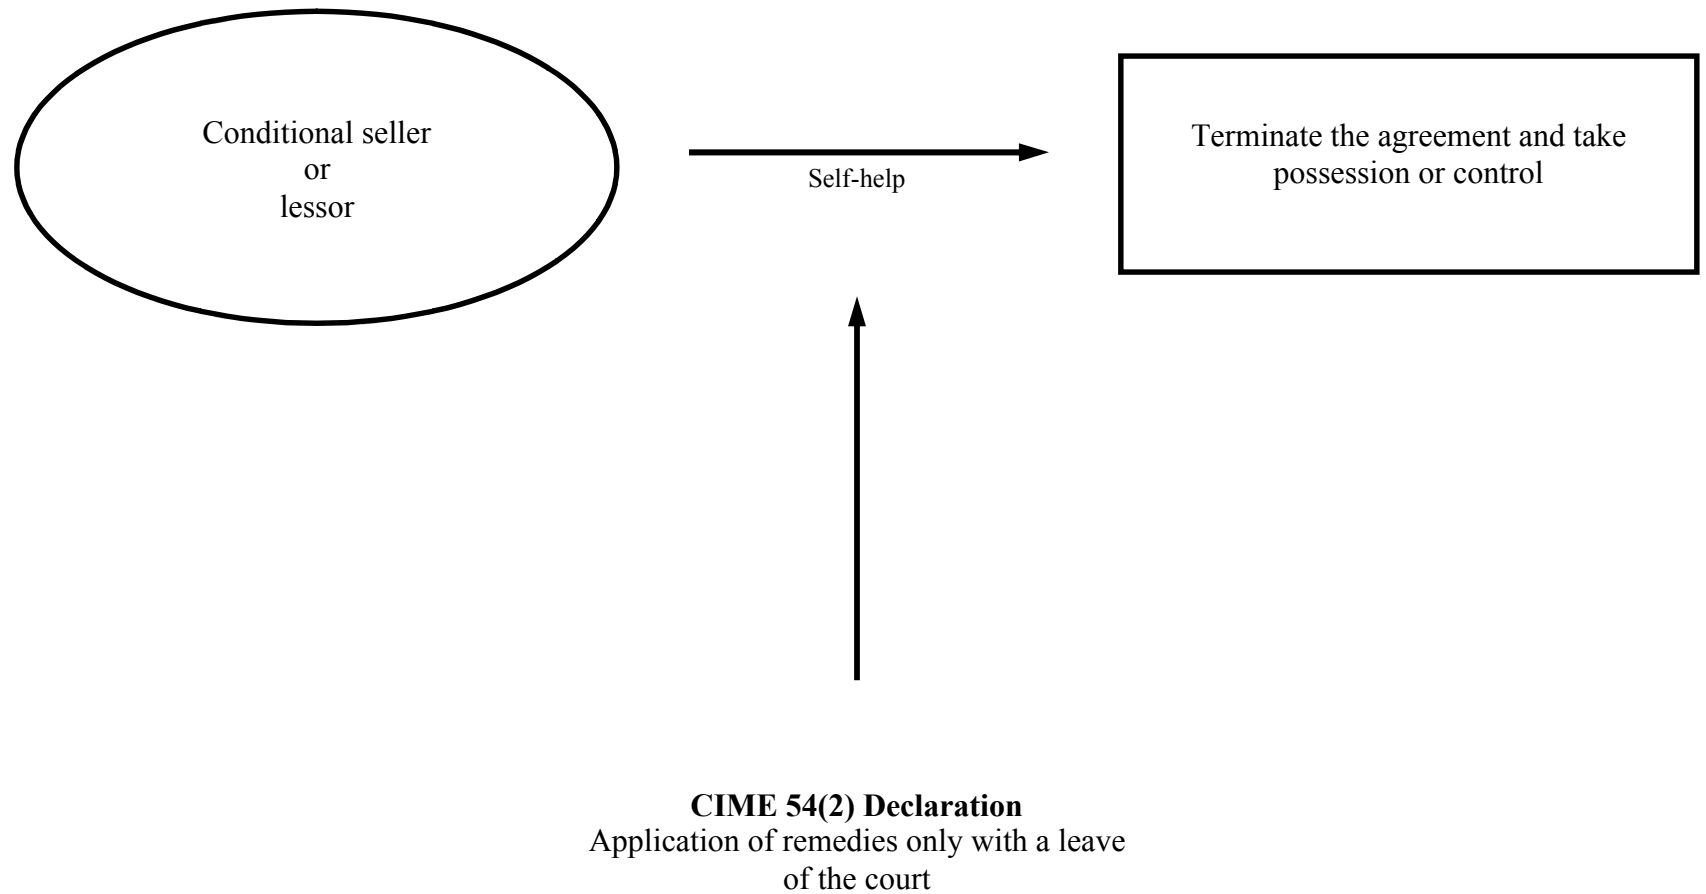 Conditional seller
or
lessor
Self-help
Terminate the agreement and take
possession or control
CIME 54(2) Declaration
Application of remedies only with a leave
of the court